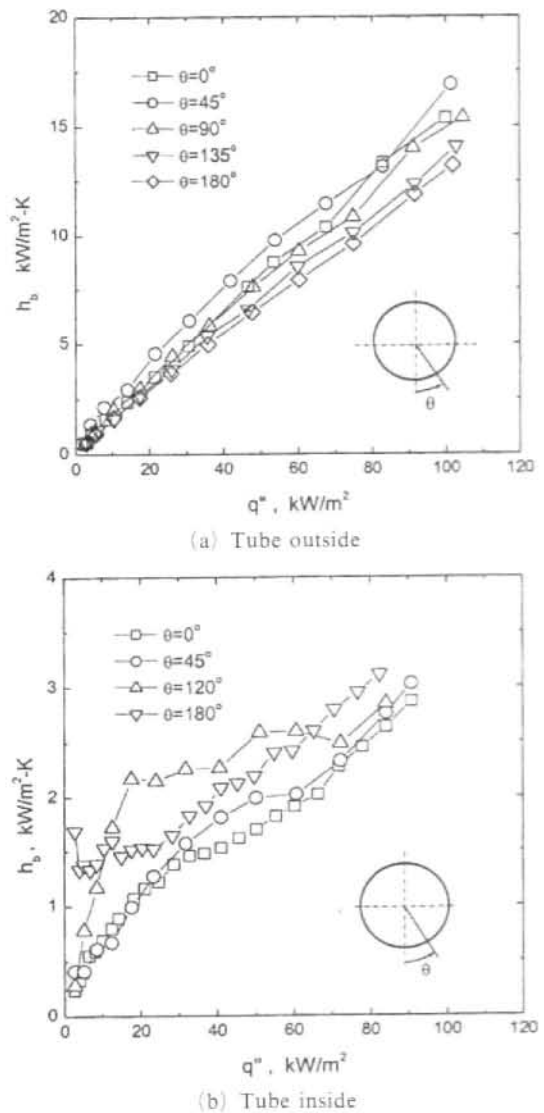 20
15
10
5
0
h_b kW/m²-K
θ=0°
θ=45°
θ=90°
θ=135°
θ=180°
θ
0 20 40 60 80 100 120
q" , kW/m²
(a) Tube outside
4
3
2
1
0
h_b, kW/m²-K
θ=0°
θ=45°
θ=120°
θ=180°
θ
0 20 40 60 80 100 120
q" , kW/m²
(b) Tube inside